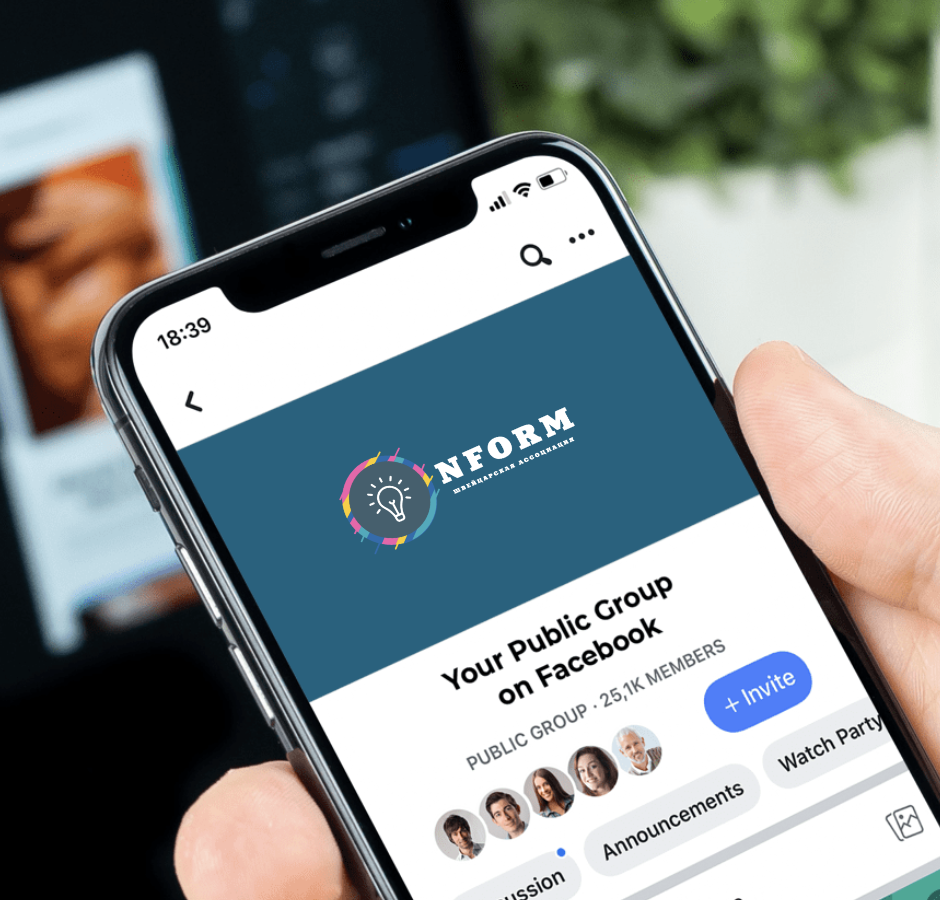 18:39
NFORM
ШВЕЙЦАРСКАЯ АССОЦИАЦИЯ
Your Public Group
on Facebook
PUBLIC GROUP · 25,1K MEMBERS
+ Invite
ussion
Announcements
Watch Party